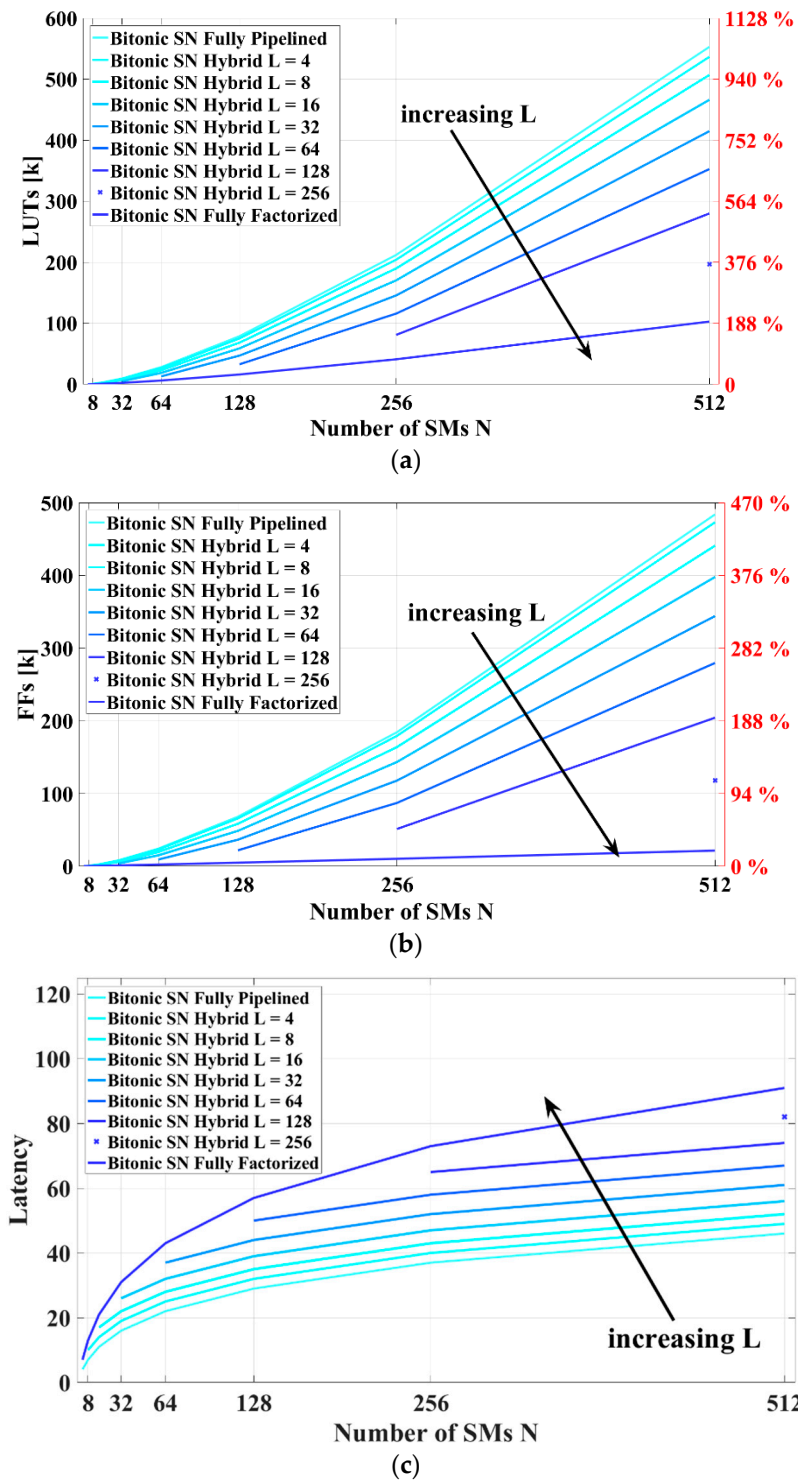 600
500
400
300
200
100
0
LUTs [k]
Bitonic SN Fully Pipelined
Bitonic SN Hybrid L = 4
Bitonic SN Hybrid L = 8
Bitonic SN Hybrid L = 16
Bitonic SN Hybrid L = 32
Bitonic SN Hybrid L = 64
Bitonic SN Hybrid L = 128
Bitonic SN Hybrid L = 256
Bitonic SN Fully Factorized
increasing L
1128 %
940 %
752 %
564 %
376 %
188 %
0
8 32 64 128 256 512
Number of SMs N
(a)
500
400
300
200
100
0
FFs [k]
Bitonic SN Fully Pipelined
Bitonic SN Hybrid L = 4
Bitonic SN Hybrid L = 8
Bitonic SN Hybrid L = 16
Bitonic SN Hybrid L = 32
Bitonic SN Hybrid L = 64
Bitonic SN Hybrid L = 128
Bitonic SN Hybrid L = 256
Bitonic SN Fully Factorized
increasing L
470 %
376 %
282 %
188 %
94 %
0 %
8 32 64 128 256 512
Number of SMs N
(b)
120
100
80
60
40
20
0
Latency
Bitonic SN Fully Pipelined
Bitonic SN Hybrid L = 4
Bitonic SN Hybrid L = 8
Bitonic SN Hybrid L = 16
Bitonic SN Hybrid L = 32
Bitonic SN Hybrid L = 64
Bitonic SN Hybrid L = 128
Bitonic SN Hybrid L = 256
Bitonic SN Fully Factorized
increasing L
8 32 64 128 256 512
Number of SMs N
(c)